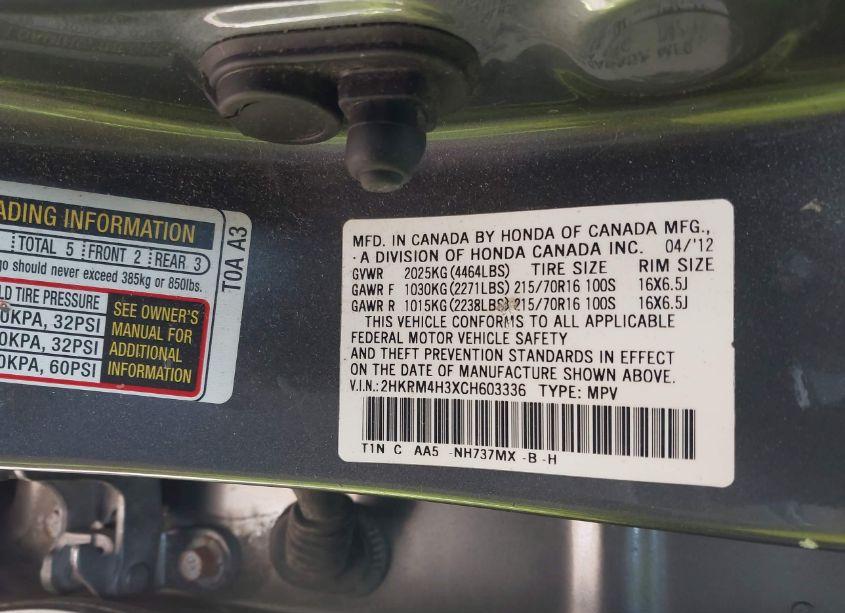 ADING INFORMATION
TOTAL 5 FRONT 2 REAR 3
go should never exceed 385kg or 850lbs.
LD TIRE PRESSURE
0KPA, 32PSI
0KPA, 32PSI
0KPA, 60PSI
SEE OWNER'S
MANUAL FOR
ADDITIONAL
INFORMATION
T0A A3
MFD. IN CANADA BY HONDA OF CANADA MFG.,
A DIVISION OF HONDA CANADA INC. 04/'12
GVWR 2025KG(4464LBS) TIRE SIZE RIM SIZE
GAWR F 1030KG(2271LBS) 215/70R16 100S 16X6.5J
GAWR R 1015KG(2238LBS) 215/70R16 100S 16X6.5J
THIS VEHICLE CONFORMS TO ALL APPLICABLE
FEDERAL MOTOR VEHICLE SAFETY
AND THEFT PREVENTION STANDARDS IN EFFECT
ON THE DATE OF MANUFACTURE SHOWN ABOVE.
V.I.N.: 2HKRM4H3XCH603336 TYPE: MPV
T1N C AA5 -NH737MX -B -H